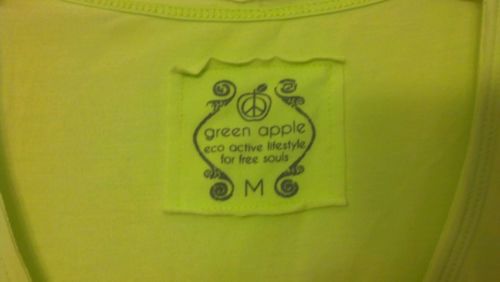 green apple
eco active lifestyle
for free souls
M